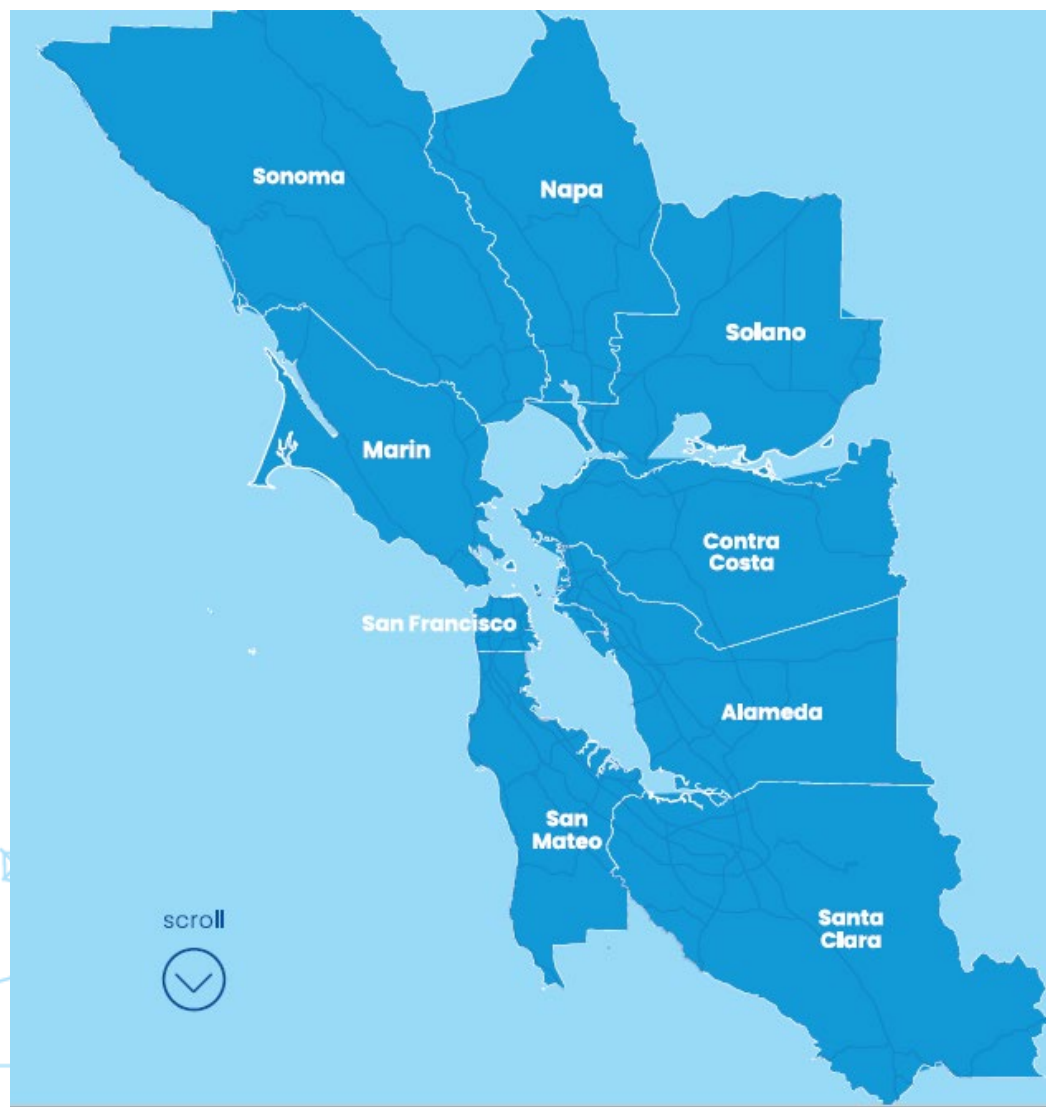 Sonoma
Napa
Solano
Marin
Contra
Costa
San Francisco
Alameda
San
Mateo
Santa
Clara
scroll